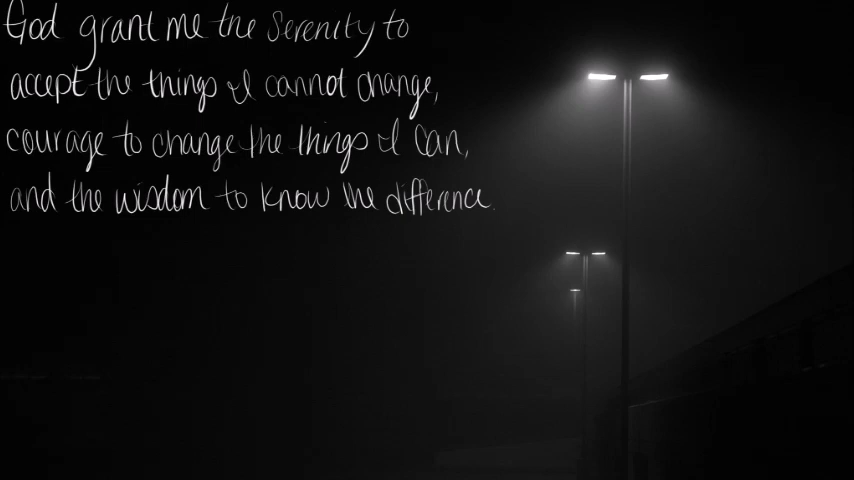 God grant me the serenity to
accept the things I cannot change,
courage to change the things I can,
and the wisdom to know the difference.